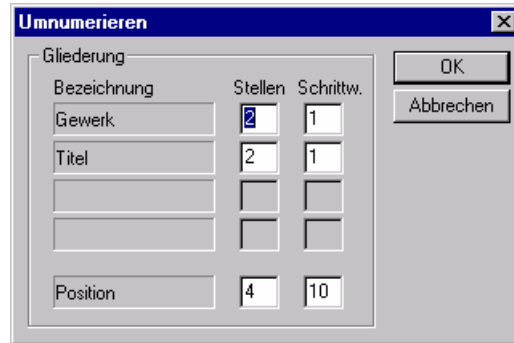 Umnumerieren
Gliederung
Bezeichnung Stellen Schrittw.
Gewerk 2 1
Titel 2 1
Position 4 10
OK
Abbrechen